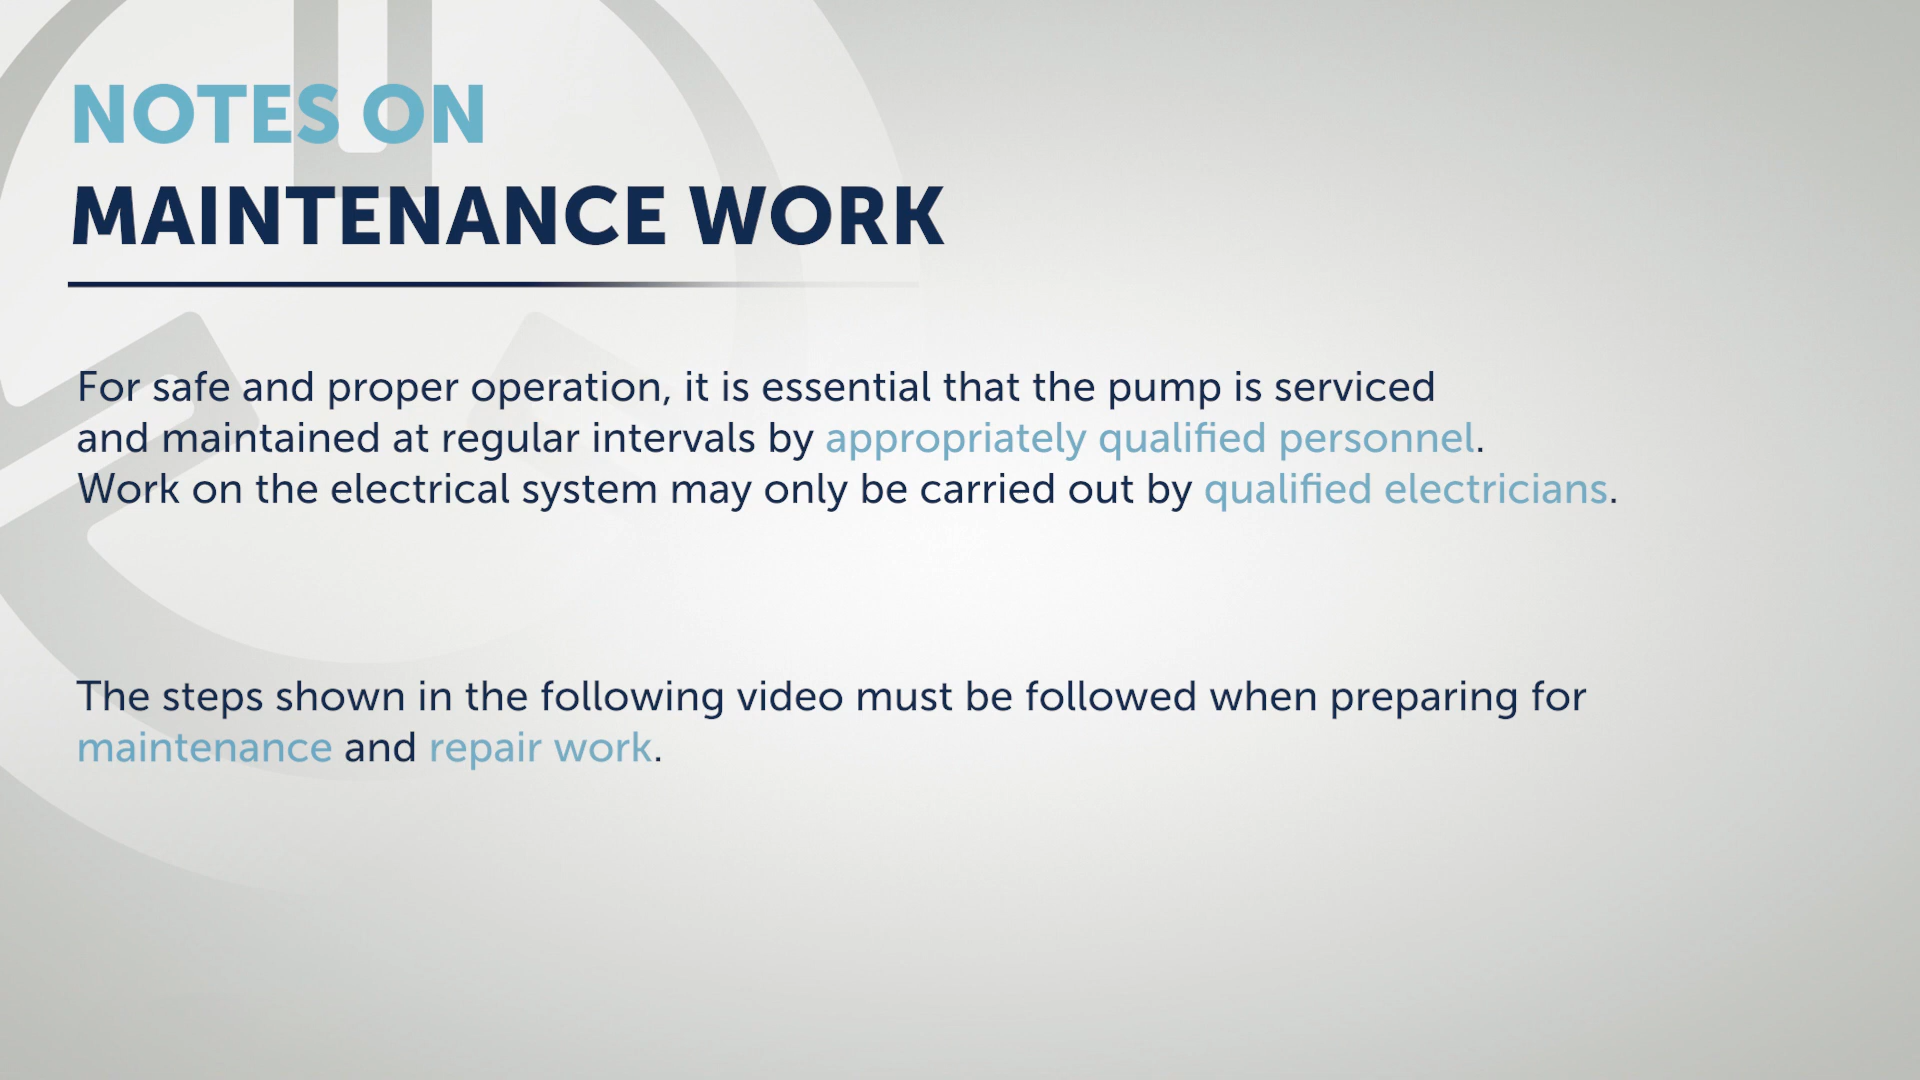 NOTES ON
MAINTENANCE WORK
For safe and proper operation, it is essential that the pump is serviced
and maintained at regular intervals by appropriately qualified personnel.
Work on the electrical system may only be carried out by qualified electricians.
The steps shown in the following video must be followed when preparing for
maintenance and repair work.